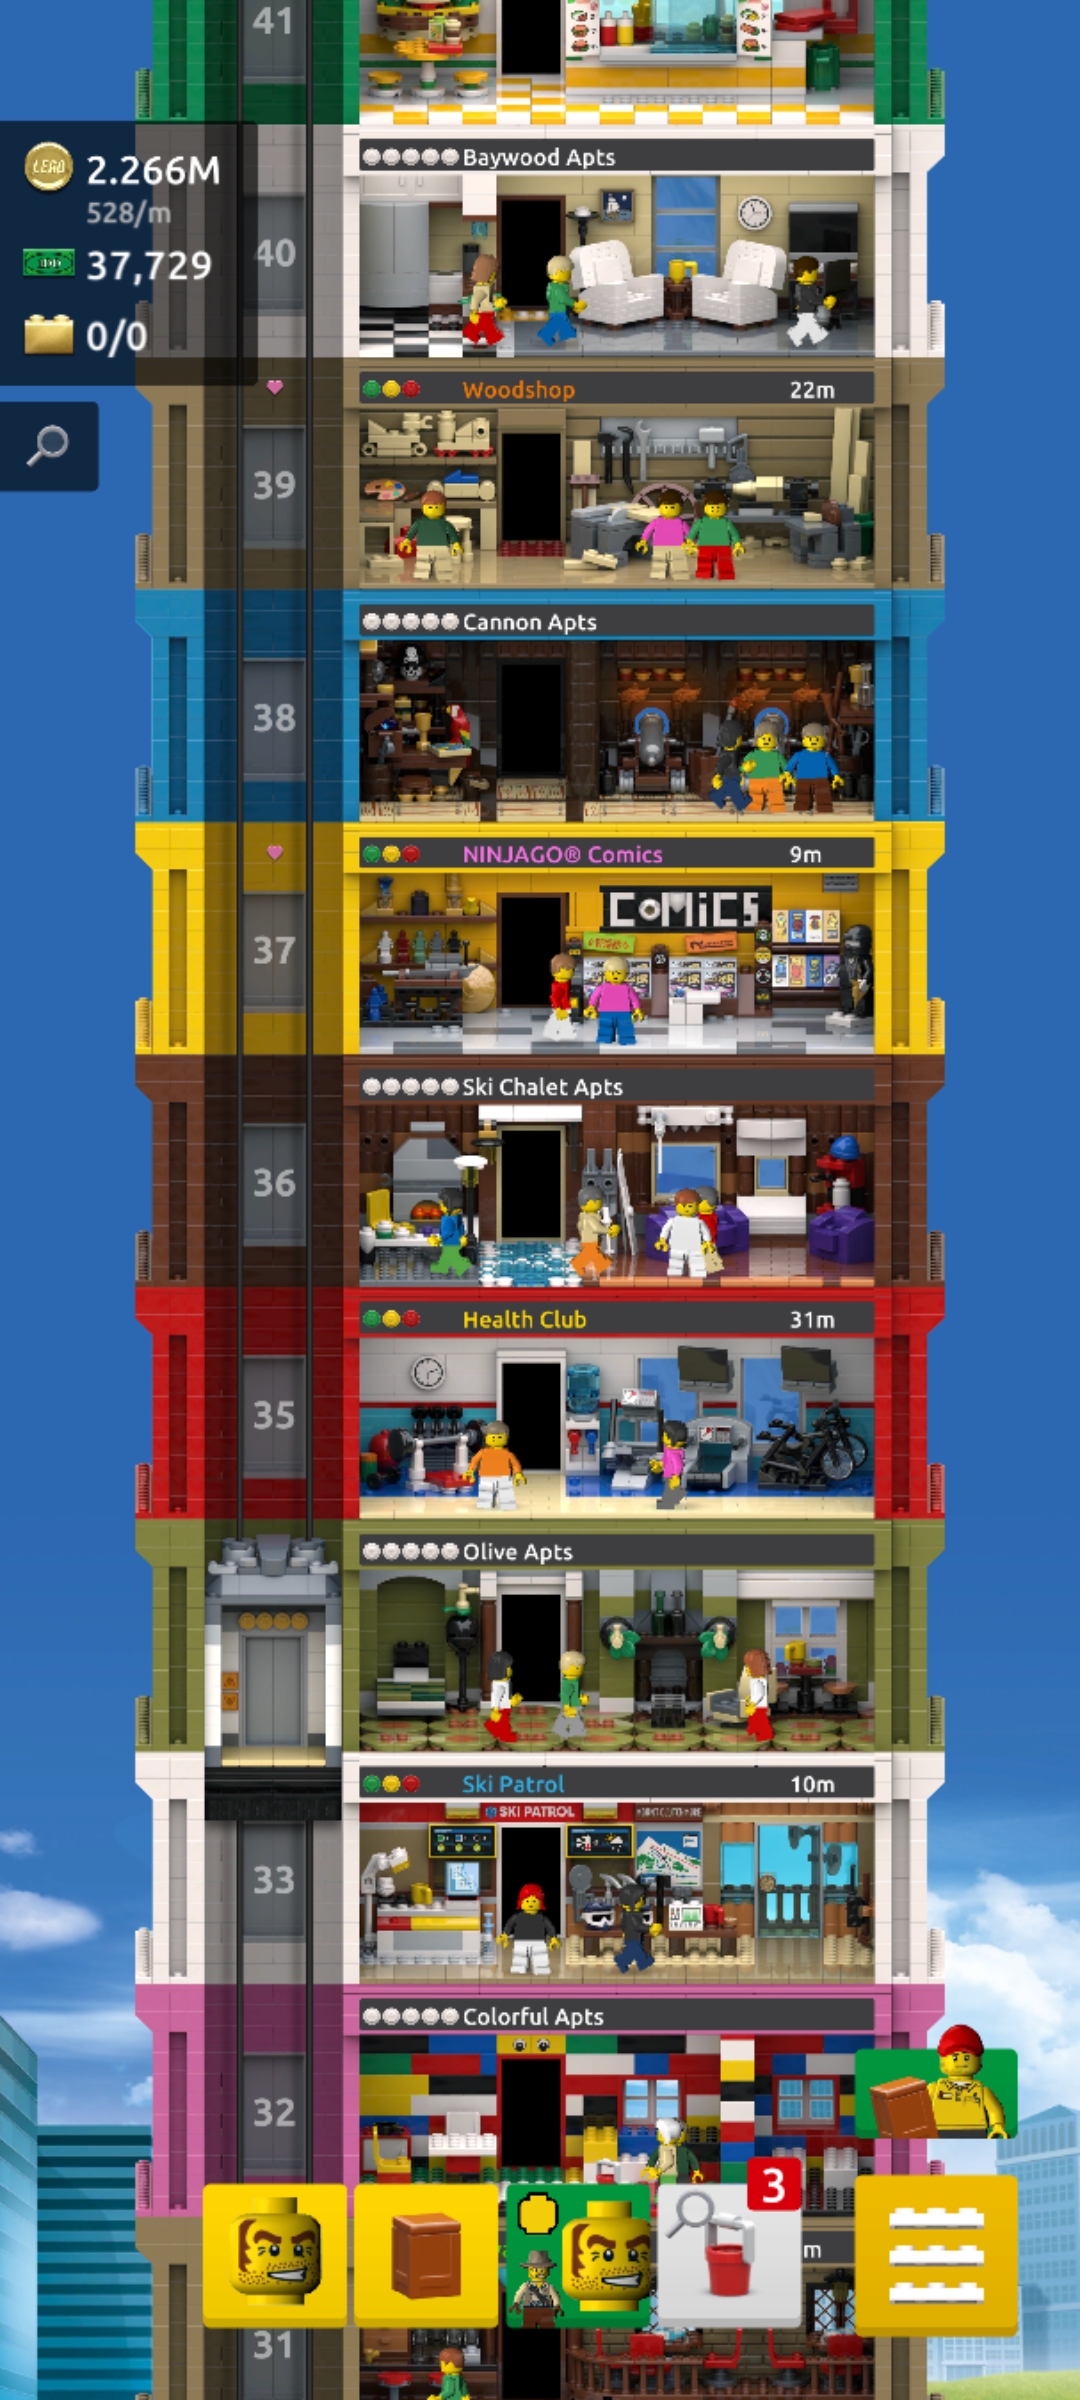 41
LEGO
2.266M
528/m
37,729
0/0
Baywood Apts
40
Woodshop 22m
39
Cannon Apts
38
NINJAGO® Comics 9m
COMiCS
37
Ski Chalet Apts
36
Health Club 31m
35
Olive Apts
Ski Patrol 10m
SKI PATROL
33
Colorful Apts
32
3
m
31